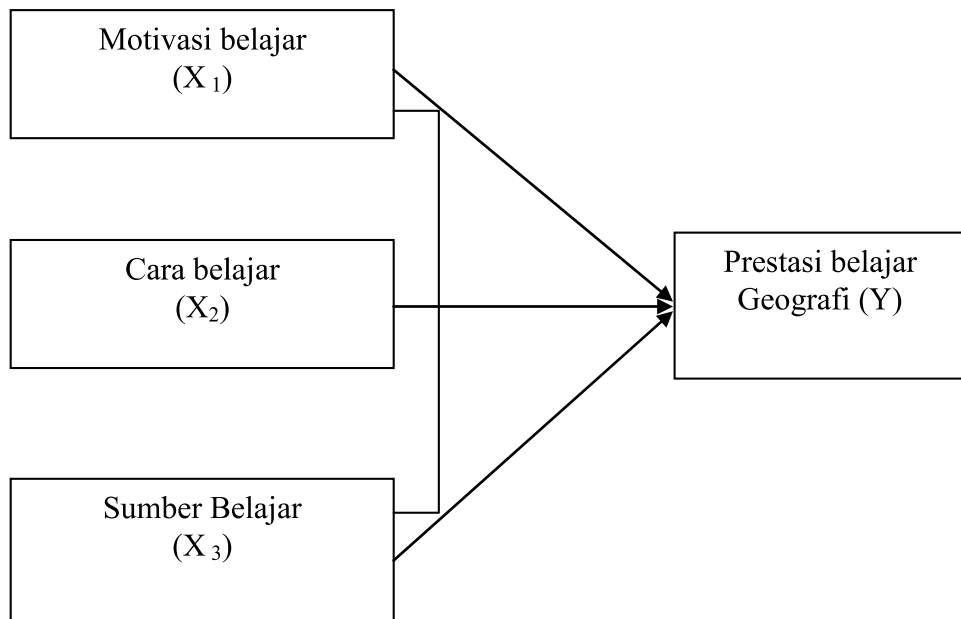 Motivasi belajar
(X 1)
Cara belajar
(X2)
Sumber Belajar
(X 3)
Prestasi belajar
Geografi (Y)